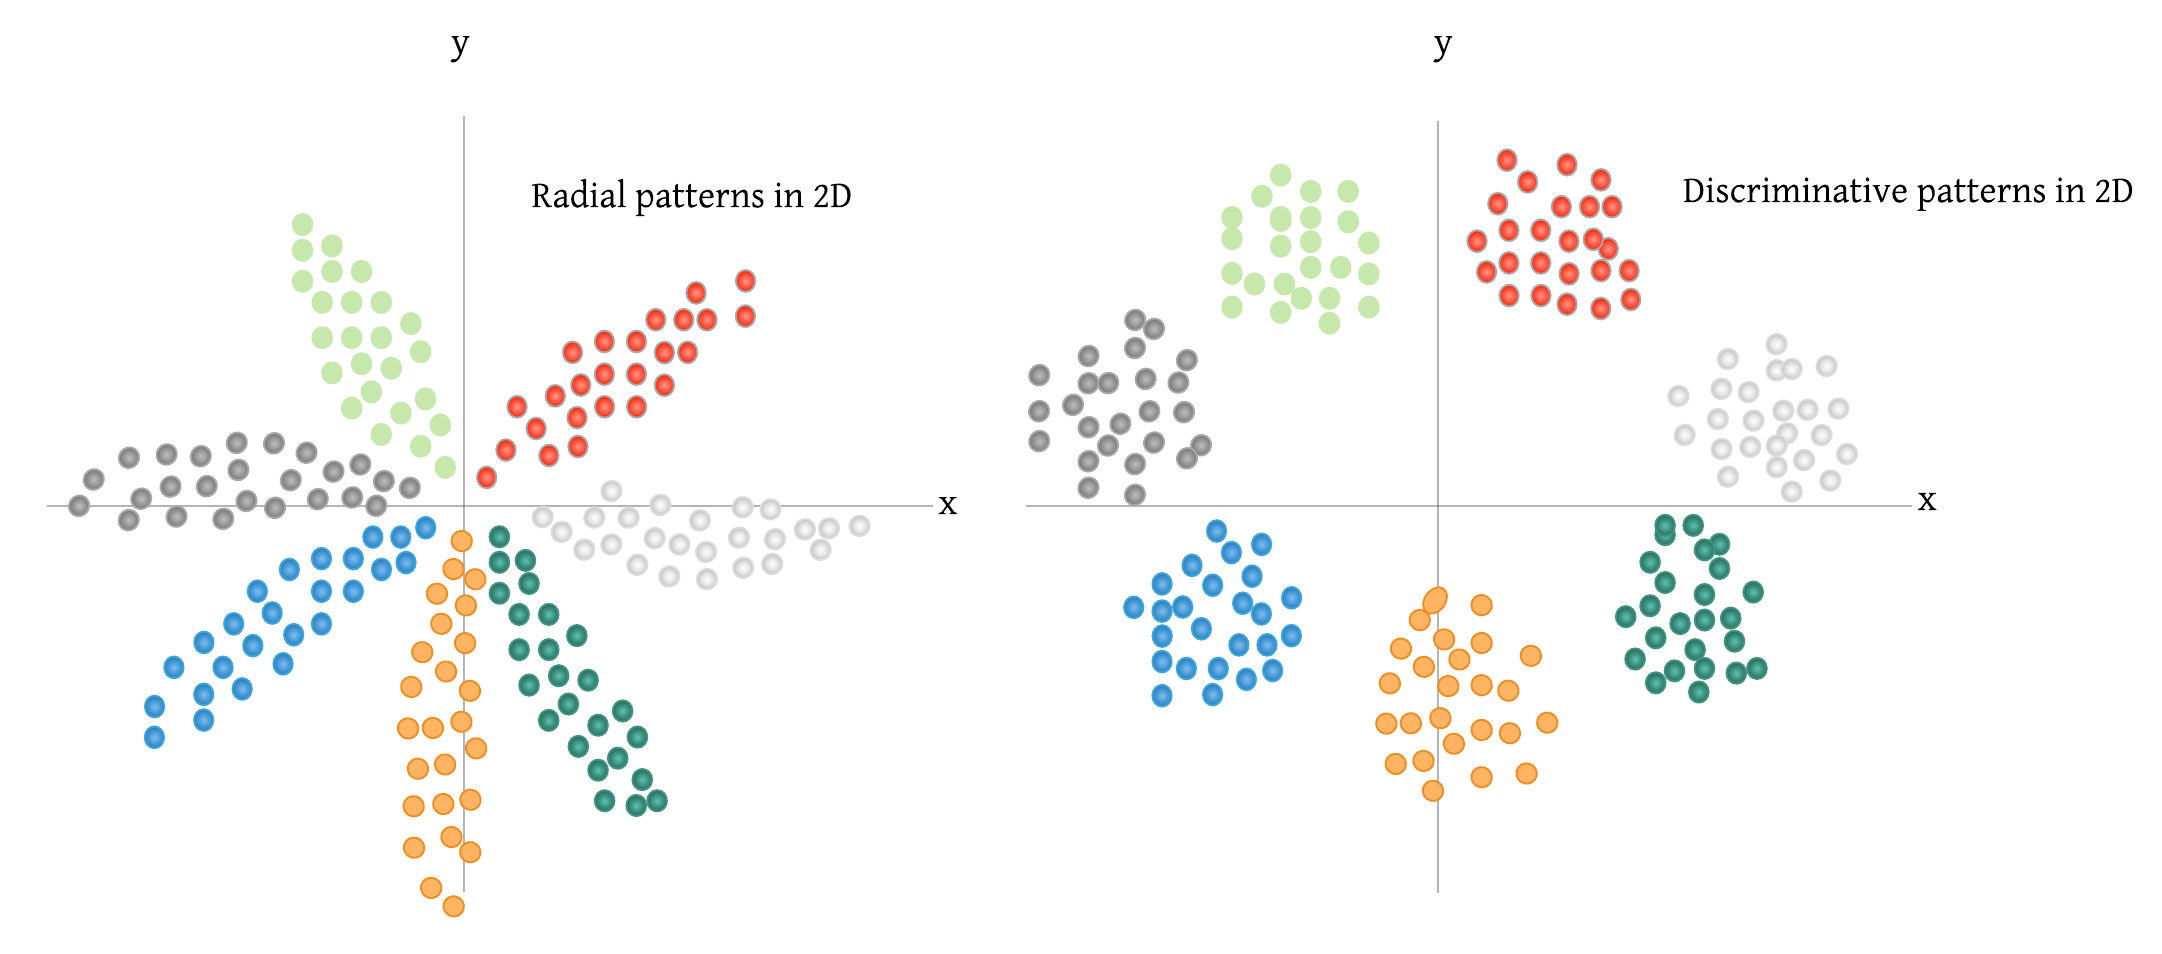 y
Radial patterns in 2D
x
y
Discriminative patterns in 2D
x